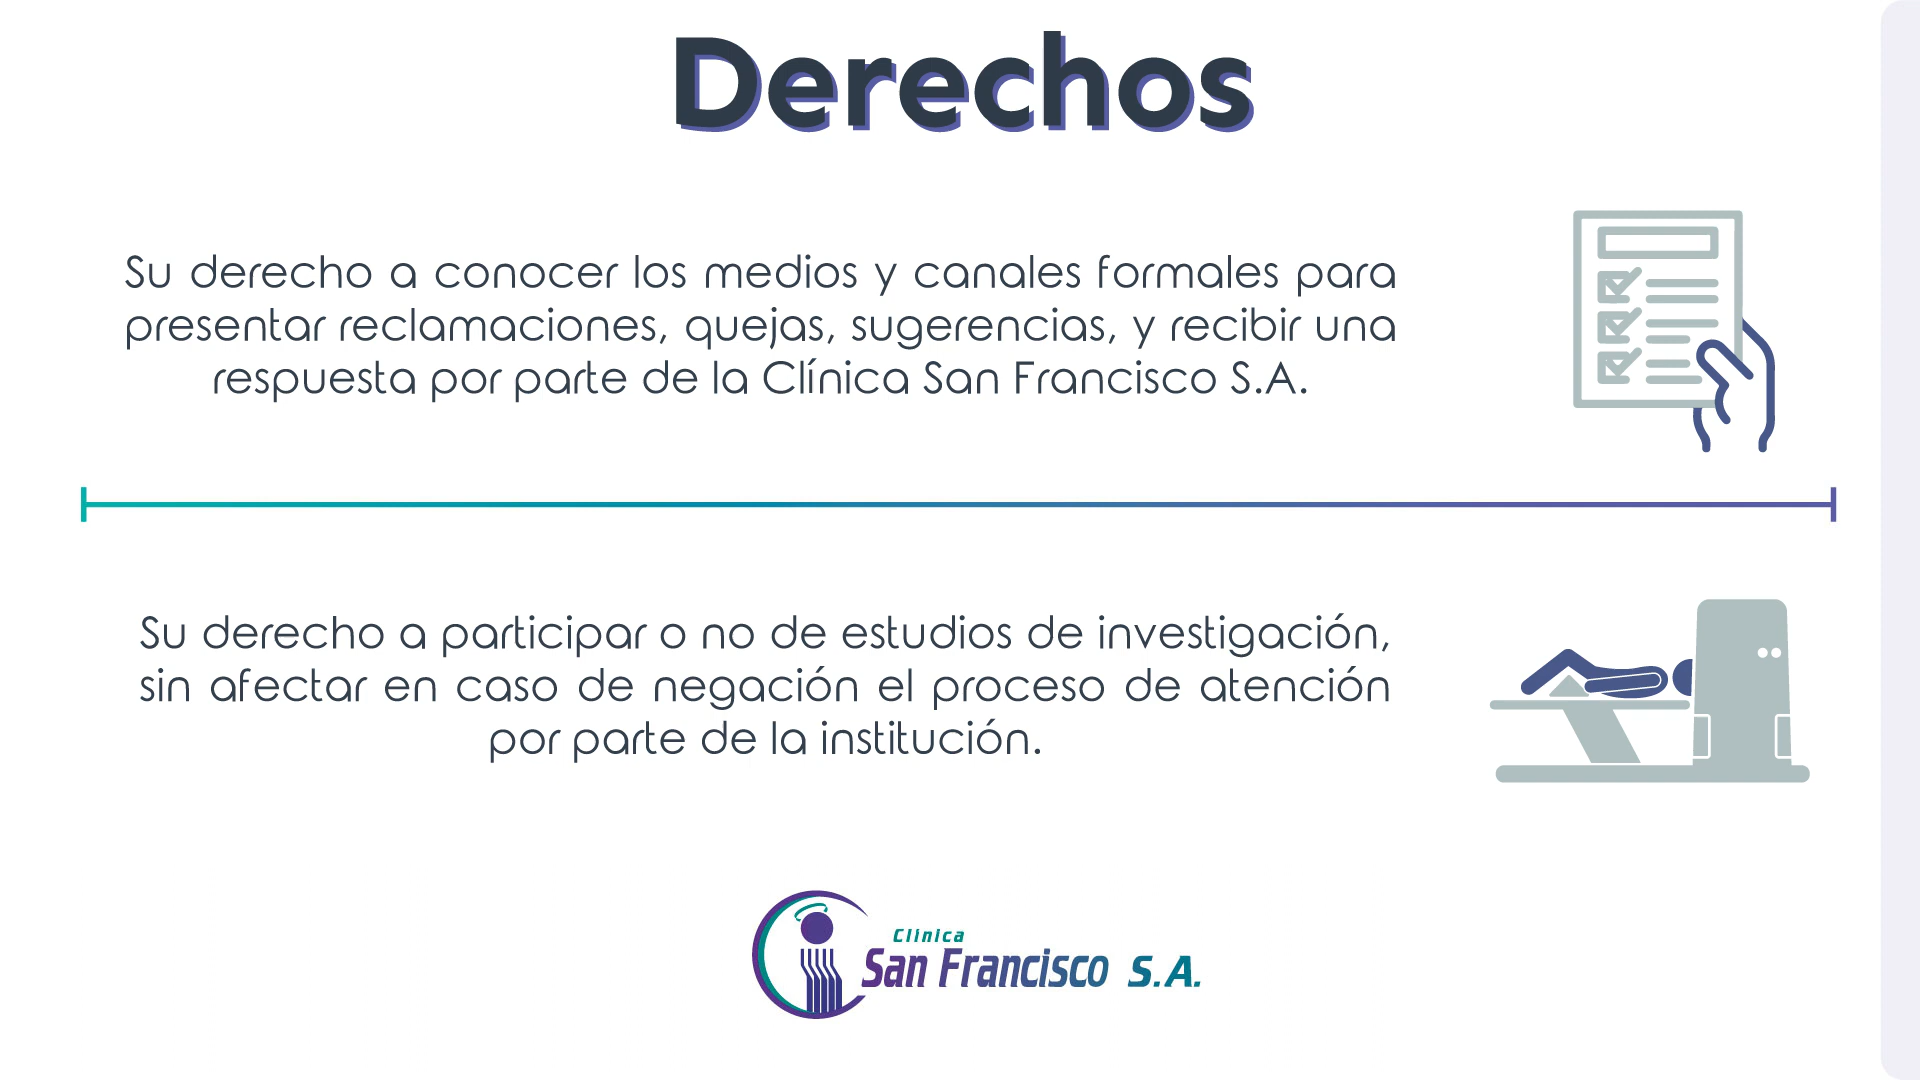 Derechos
Su derecho a conocer los medios y canales formales para
presentar reclamaciones, quejas, sugerencias, y recibir una
respuesta por parte de la Clínica San Francisco S.A.
Su derecho a participar o no de estudios de investigación,
sin afectar en caso de negación el proceso de atención
por parte de la institución.
Clínica
San Francisco S.A.